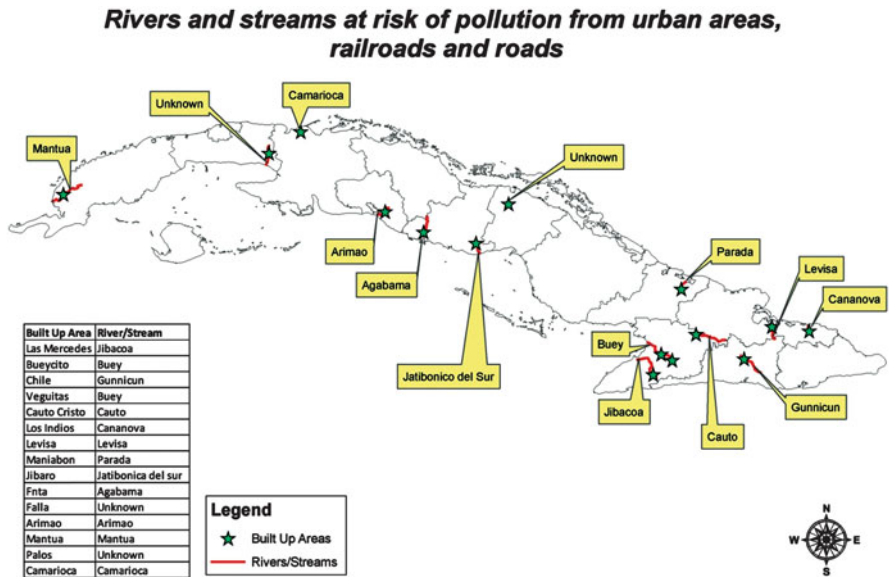 Rivers and streams at risk of pollution from urban areas,
railroads and roads
Camarioca
Unknown
Mantua
Unknown
Arimao
Agabama
Parada
Levisa
Cananova
Buey
Jatibonico del Sur
Jibacoa
Cauto
Gunnicun
Built Up Area River/Stream
Las Mercedes Jibacoa
Bueycito Buey
Chile Gunnicun
Veguitas Buey
Cauto Cristo Cauto
Los Indios Cananova
Levisa Levisa
Maniabon Parada
Jibaro Jatibonica del sur
Fnta Agabama
Falla Unknown
Arimao Arimao
Mantua Mantua
Palos Unknown
Camarioca Camarioca
Legend
Built Up Areas
Rivers/Streams
N
W E
S